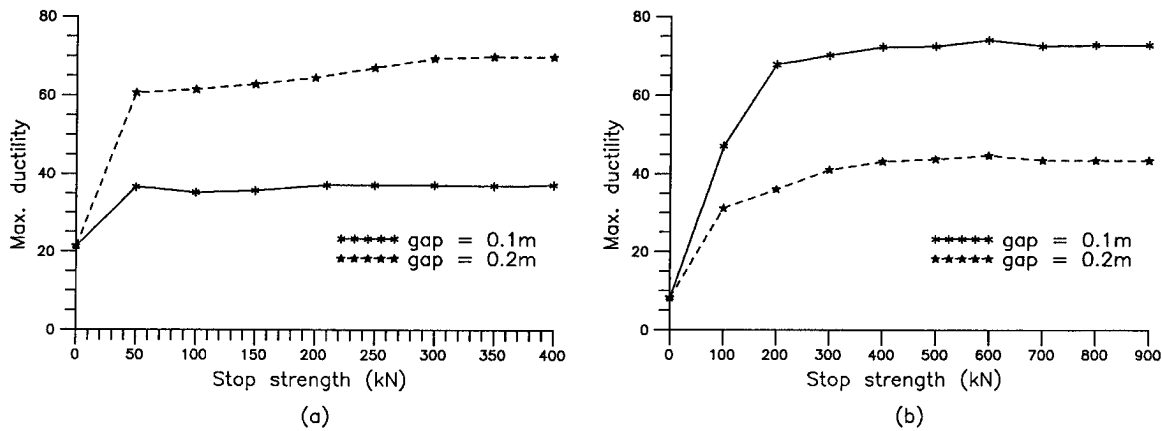 80
60
40
20
0
Max. ductility
0 50 100 150 200 250 300 350 400
Stop strength (kN)
gap = 0.1m
gap = 0.2m
(a)
80
60
40
20
0
Max. ductility
0 100 200 300 400 500 600 700 800 900
Stop strength (kN)
gap = 0.1m
gap = 0.2m
(b)